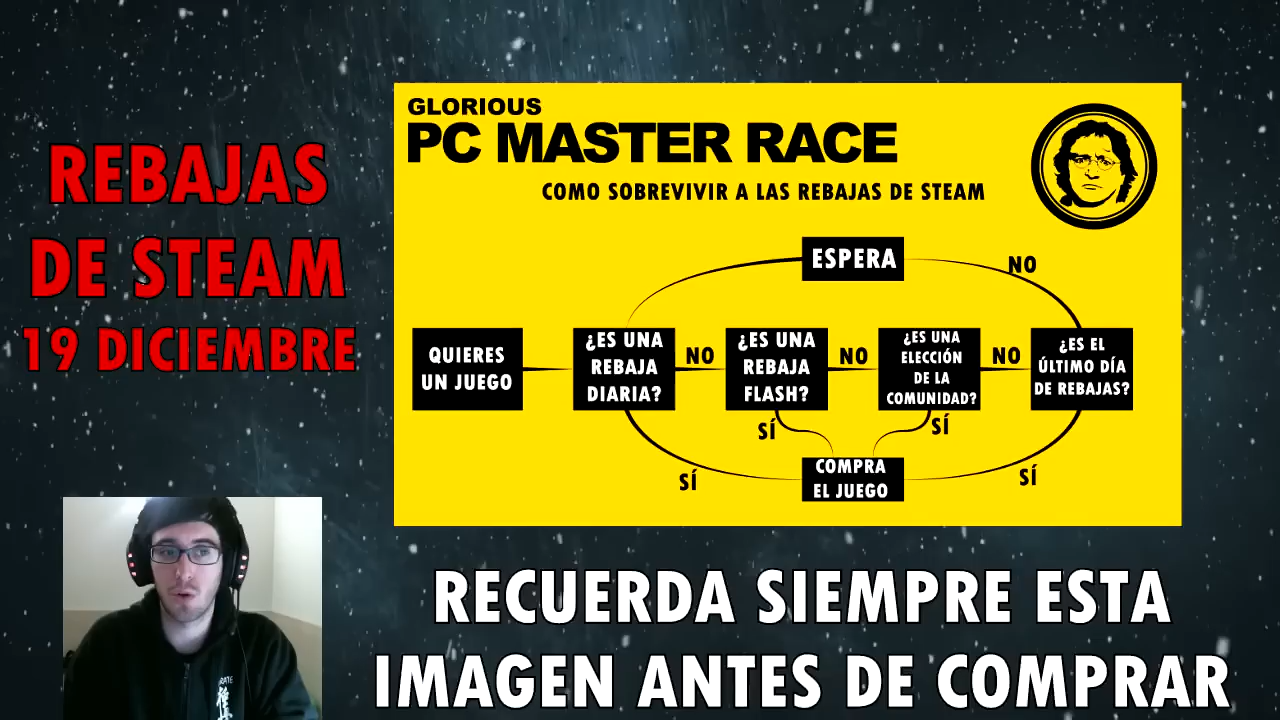 REBAJAS
DE STEAM
19 DICIEMBRE
GLORIOUS
PC MASTER RACE
COMO SOBREVIVIR A LAS REBAJAS DE STEAM
ESPERA
NO
QUIERES
UN JUEGO
¿ES UNA
REBAJA
DIARIA?
NO
¿ES UNA
REBAJA
FLASH?
NO
¿ES UNA
ELECCIÓN
DE LA
COMUNIDAD?
NO
¿ES EL
ÚLTIMO DÍA
DE REBAJAS?
SÍ
SÍ
SÍ
SÍ
COMPRA
EL JUEGO
RECUERDA SIEMPRE ESTA
IMAGEN ANTES DE COMPRAR